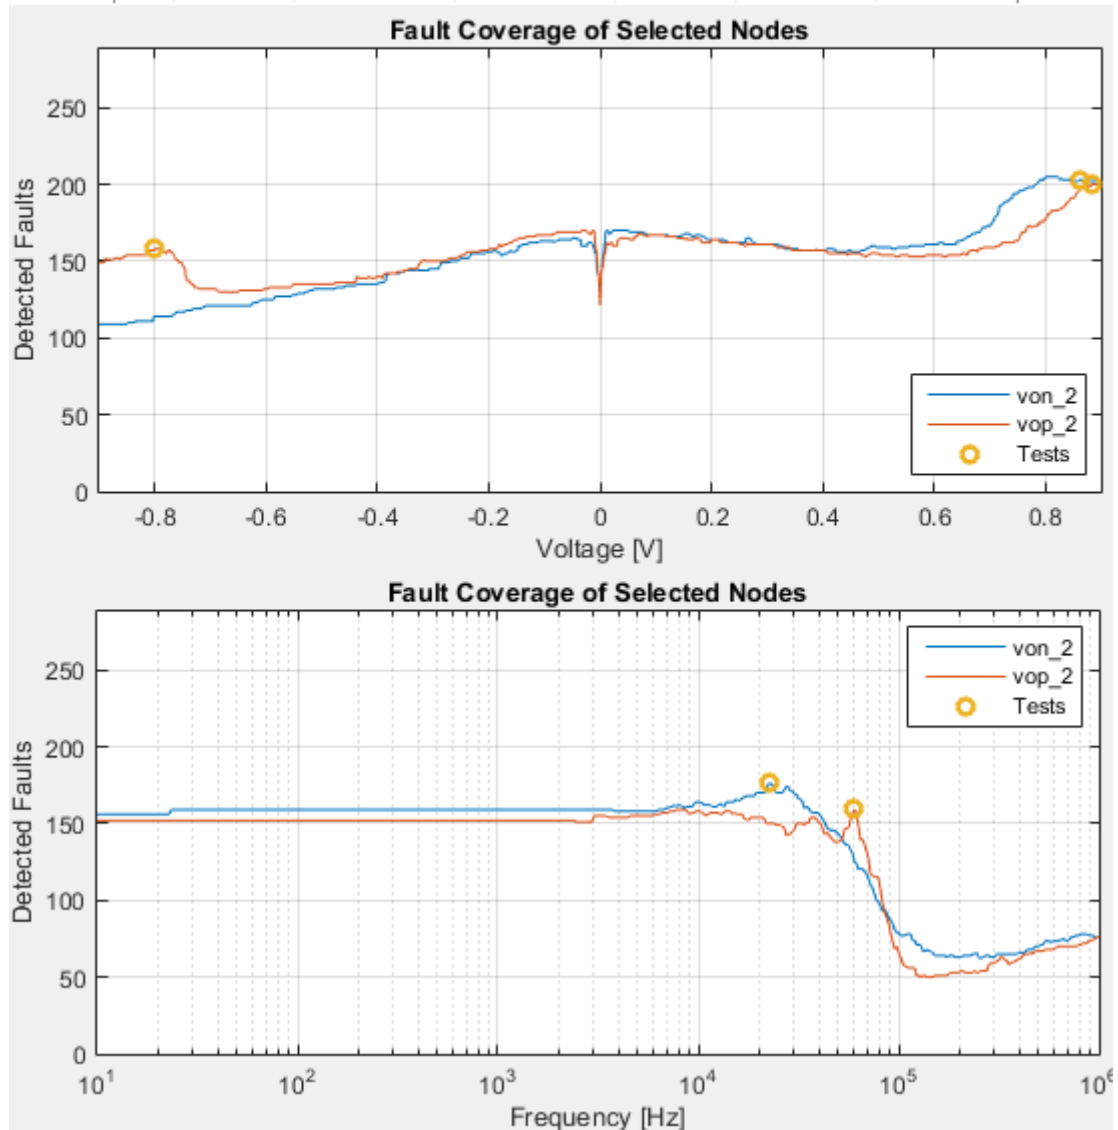 Fault Coverage of Selected Nodes
250
200
150
100
50
0
Detected Faults
-0.8 -0.6 -0.4 -0.2 0 0.2 0.4 0.6 0.8
Voltage [V]
von_2
vop_2
Tests
Fault Coverage of Selected Nodes
250
200
150
100
50
0
Detected Faults
10^1 10^2 10^3 10^4 10^5 10^6
Frequency [Hz]
von_2
vop_2
Tests